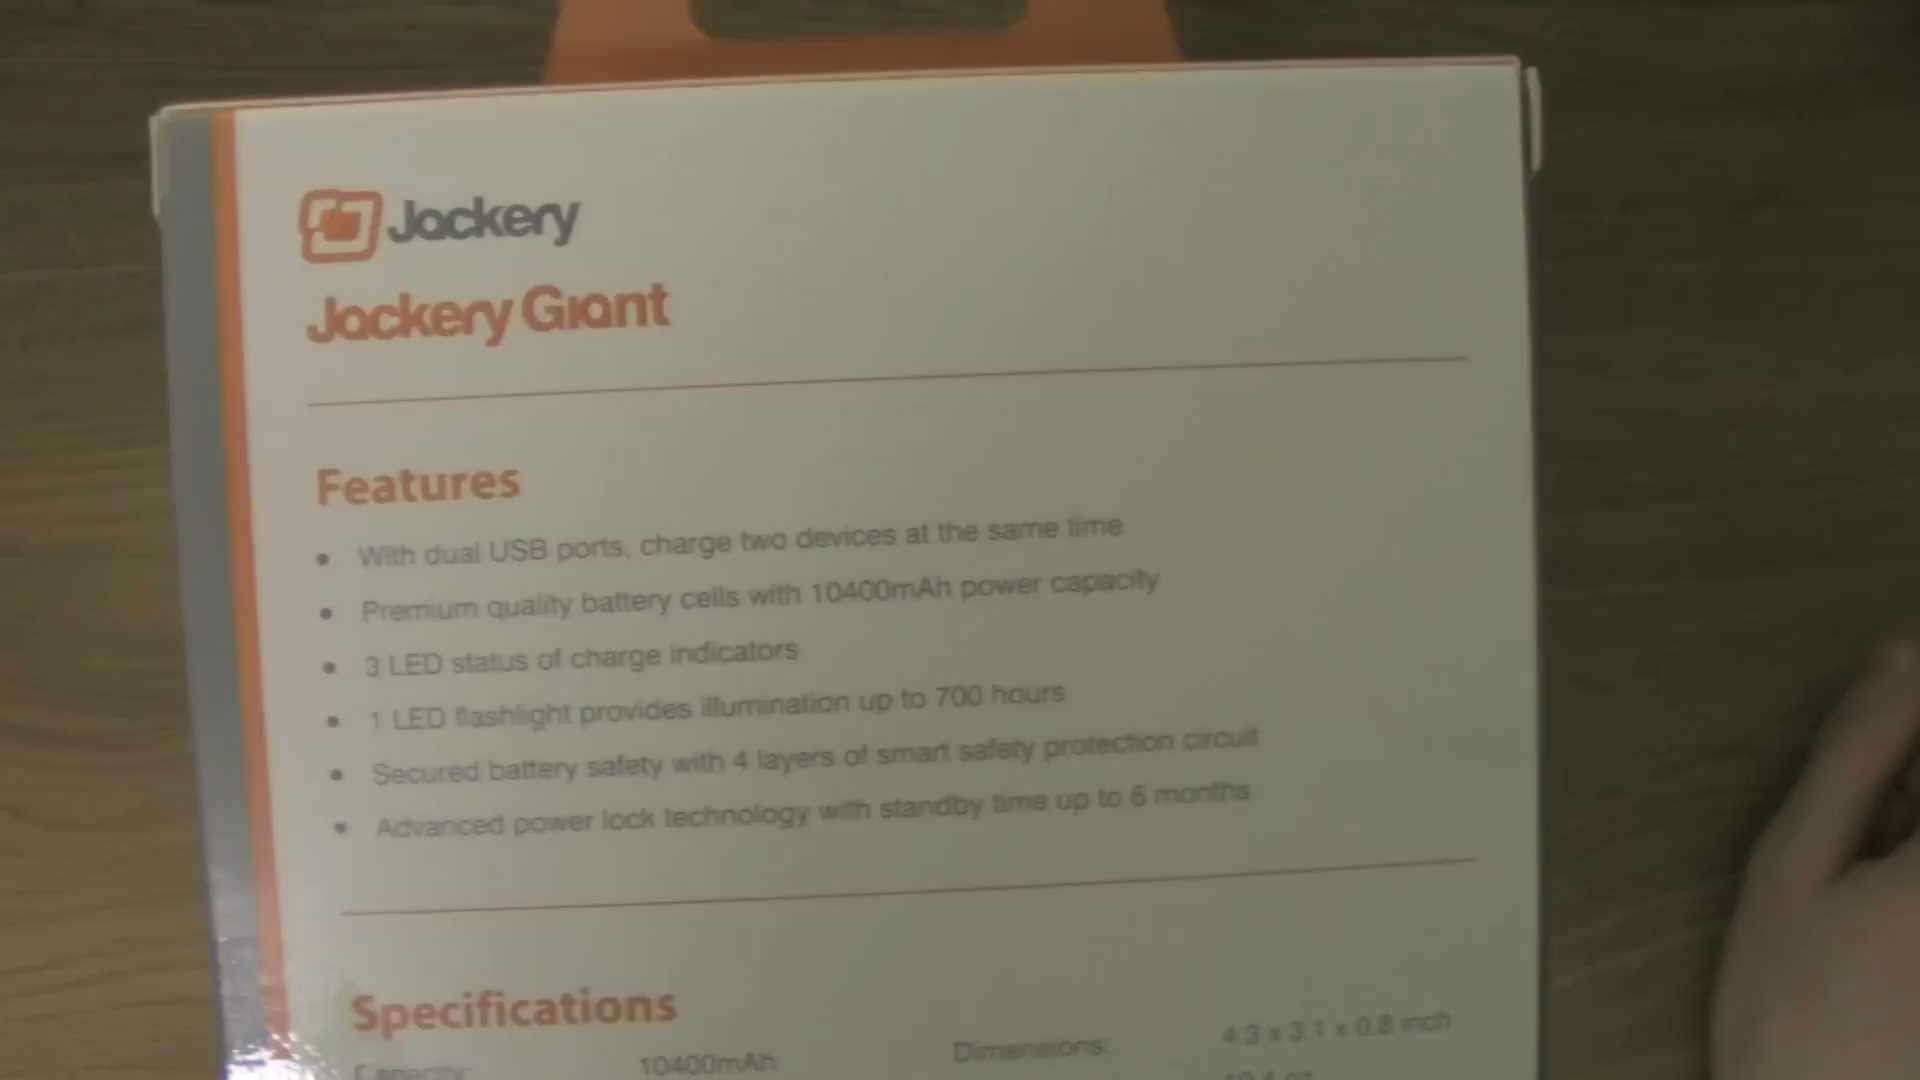 Jackery
Jackery Giant
Features
• With dual USB ports, charge two devices at the same time
• Premium quality battery cells with 10400mAh power capacity
• 3 LED status of charge indicators
• 1 LED flashlight provides illumination up to 700 hours
• Secured battery safety with 4 layers of smart safety protection circuit
• Advanced power lock technology with standby time up to 6 months
Specifications
Capacity: 10400mAh Dimensions: 4.3 x 3.1 x 0.8 inch